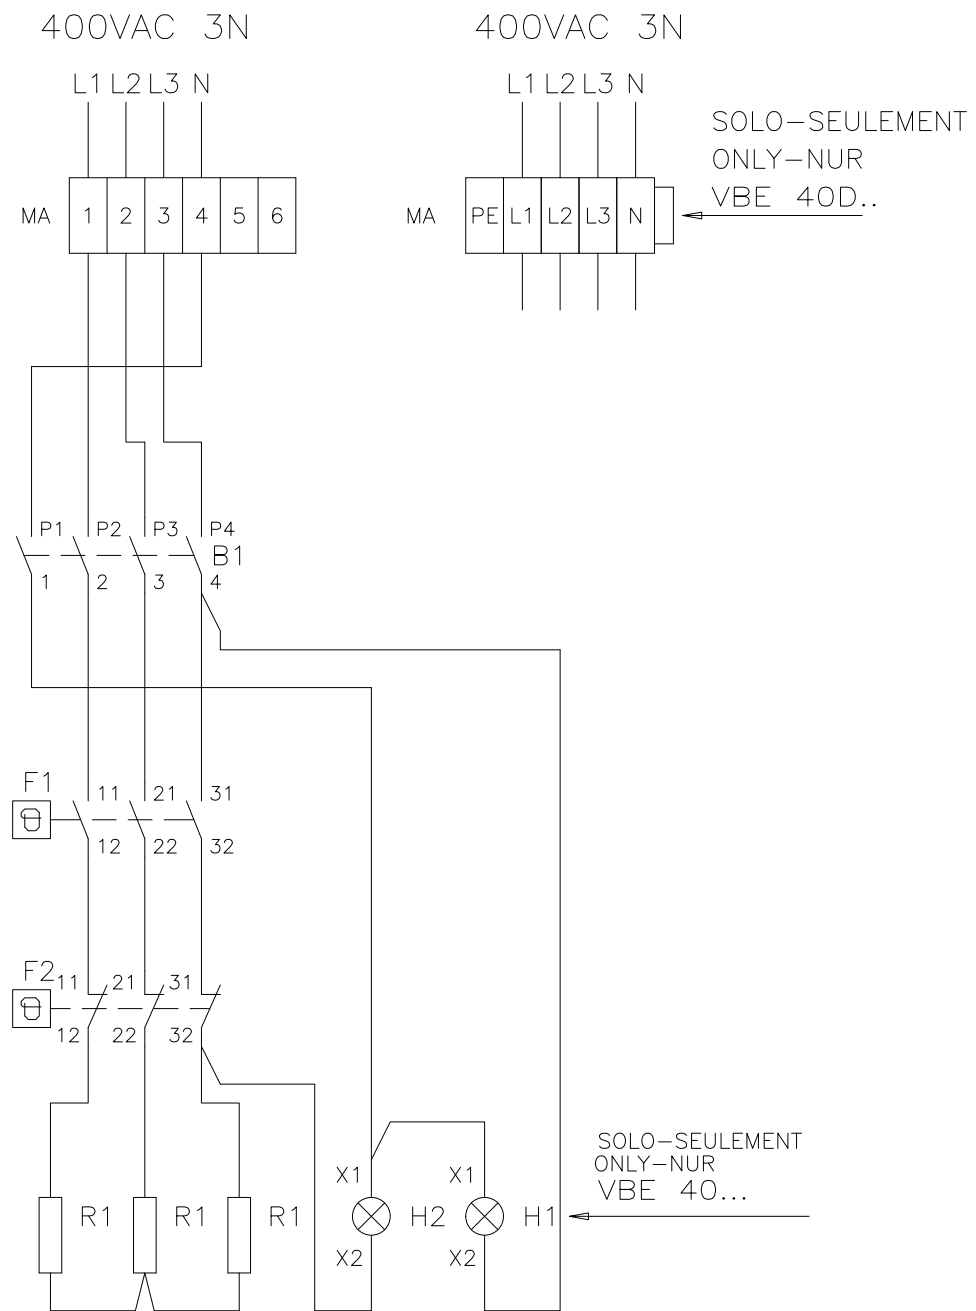 400VAC 3N
400VAC 3N
L1 L2 L3 N
L1 L2 L3 N
SOLO-SEULEMENT
ONLY-NUR
VBE 40D..
MA 1 2 3 4 5 6
MA PE L1 L2 L3 N
P1 P2 P3 P4
B1
1 2 3 4
F1
11 21 31
12 22 32
F2
11 21 31
12 22 32
SOLO-SEULEMENT
ONLY-NUR
VBE 40...
X1 X1
R1 R1 R1 H2 H1
X2 X2